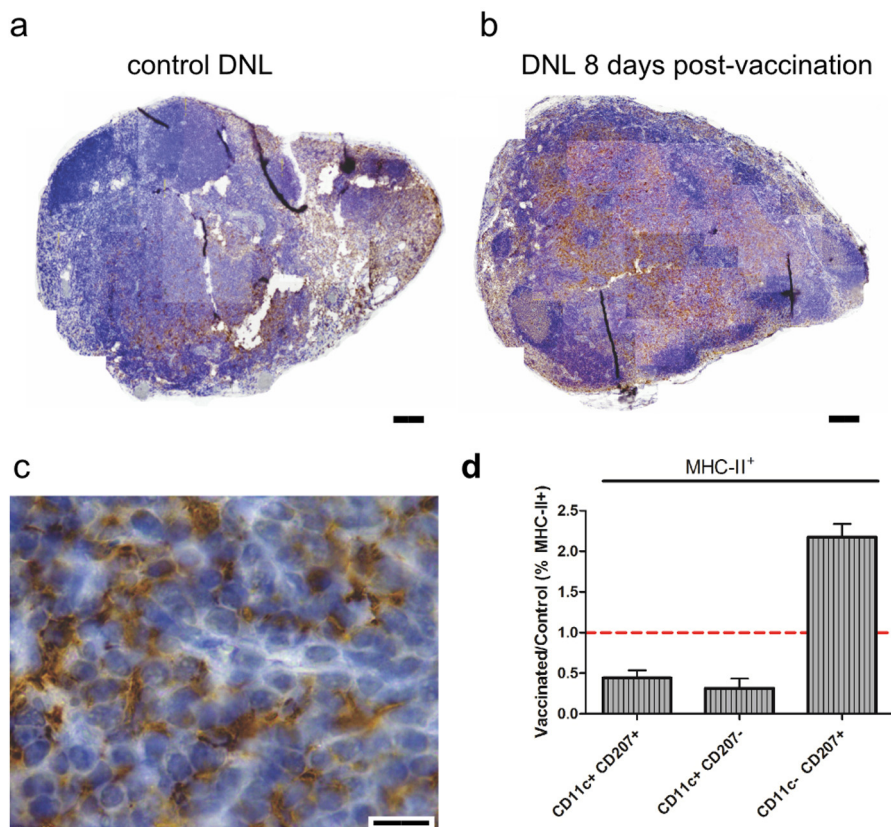 a
control DNL
b
DNL 8 days post-vaccination
c
d
MHC-II⁺
Vaccinated/Control (% MHC-II+)
2.5
2.0
1.5
1.0
0.5
0.0
CD11c+ CD207+
CD11c+ CD207-
CD11c- CD207+